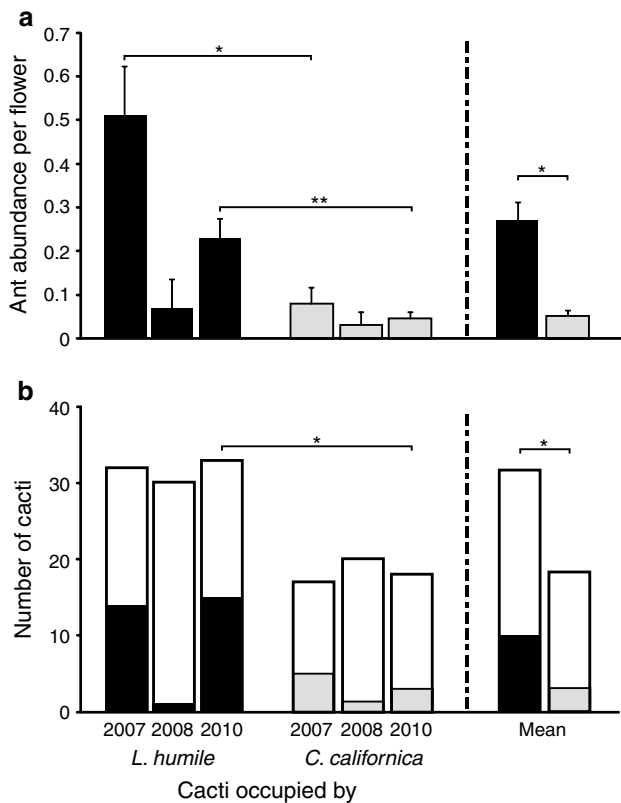 a
Ant abundance per flower
0.7
0.6
0.5
0.4
0.3
0.2
0.1
0
*
**
*
b
Number of cacti
40
30
20
10
0
*
*
2007 2008 2010 2007 2008 2010 Mean
L. humile C. californica
Cacti occupied by